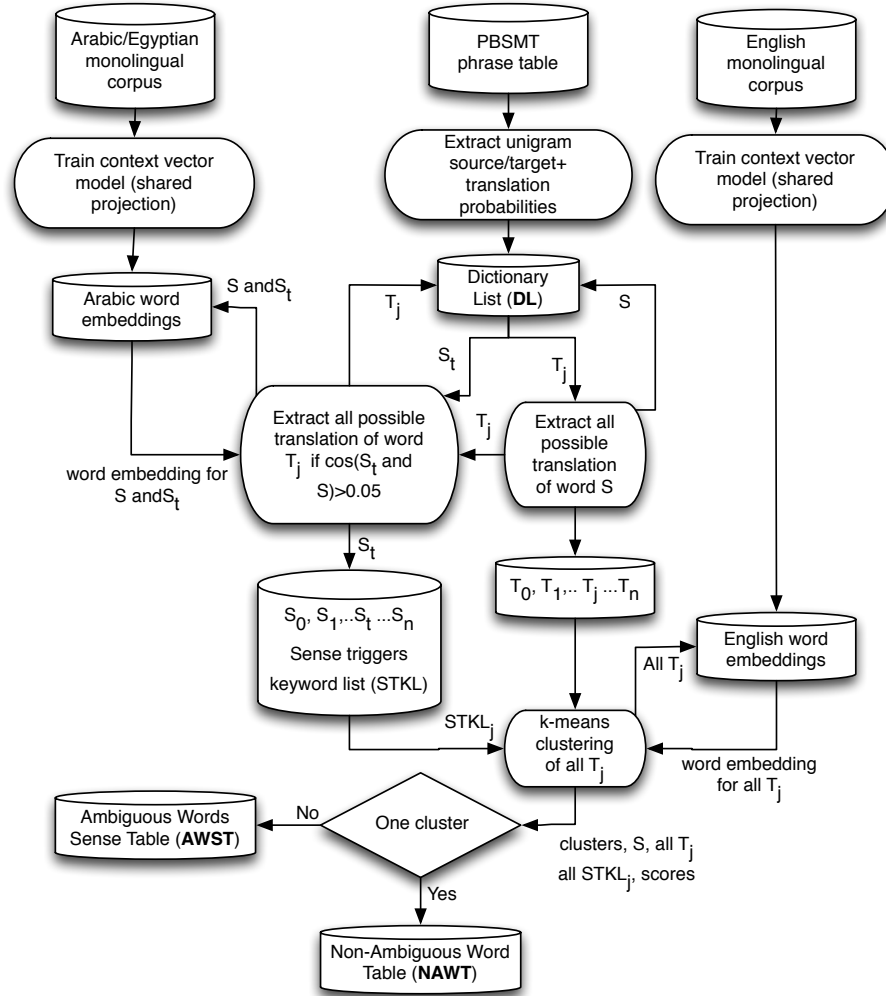 Arabic/Egyptian
monolingual
corpus
PBSMT
phrase table
English
monolingual
corpus
Train context vector
model (shared
projection)
Extract unigram
source/target+
translation
probabilities
Train context vector
model (shared
projection)
Arabic word
embeddings
S andS_t
T_j
Dictionary
List (DL)
S
S_t
T_j
Extract all possible
translation of word
T_j if cos(S_t and
S)>0.05
T_j
Extract all
possible
translation
of word S
word embedding for
S andS_t
S_t
S_0, S_1,..S_t ...S_n
Sense triggers
keyword list (STKL)
T_0, T_1,.. T_j ...T_n
English word
embeddings
All T_j
STKL_j
k-means
clustering
of all T_j
word embedding
for all T_j
Ambiguous Words
Sense Table (AWST)
No
One cluster
clusters, S, all T_j
all STKL_j, scores
Yes
Non-Ambiguous Word
Table (NAWT)